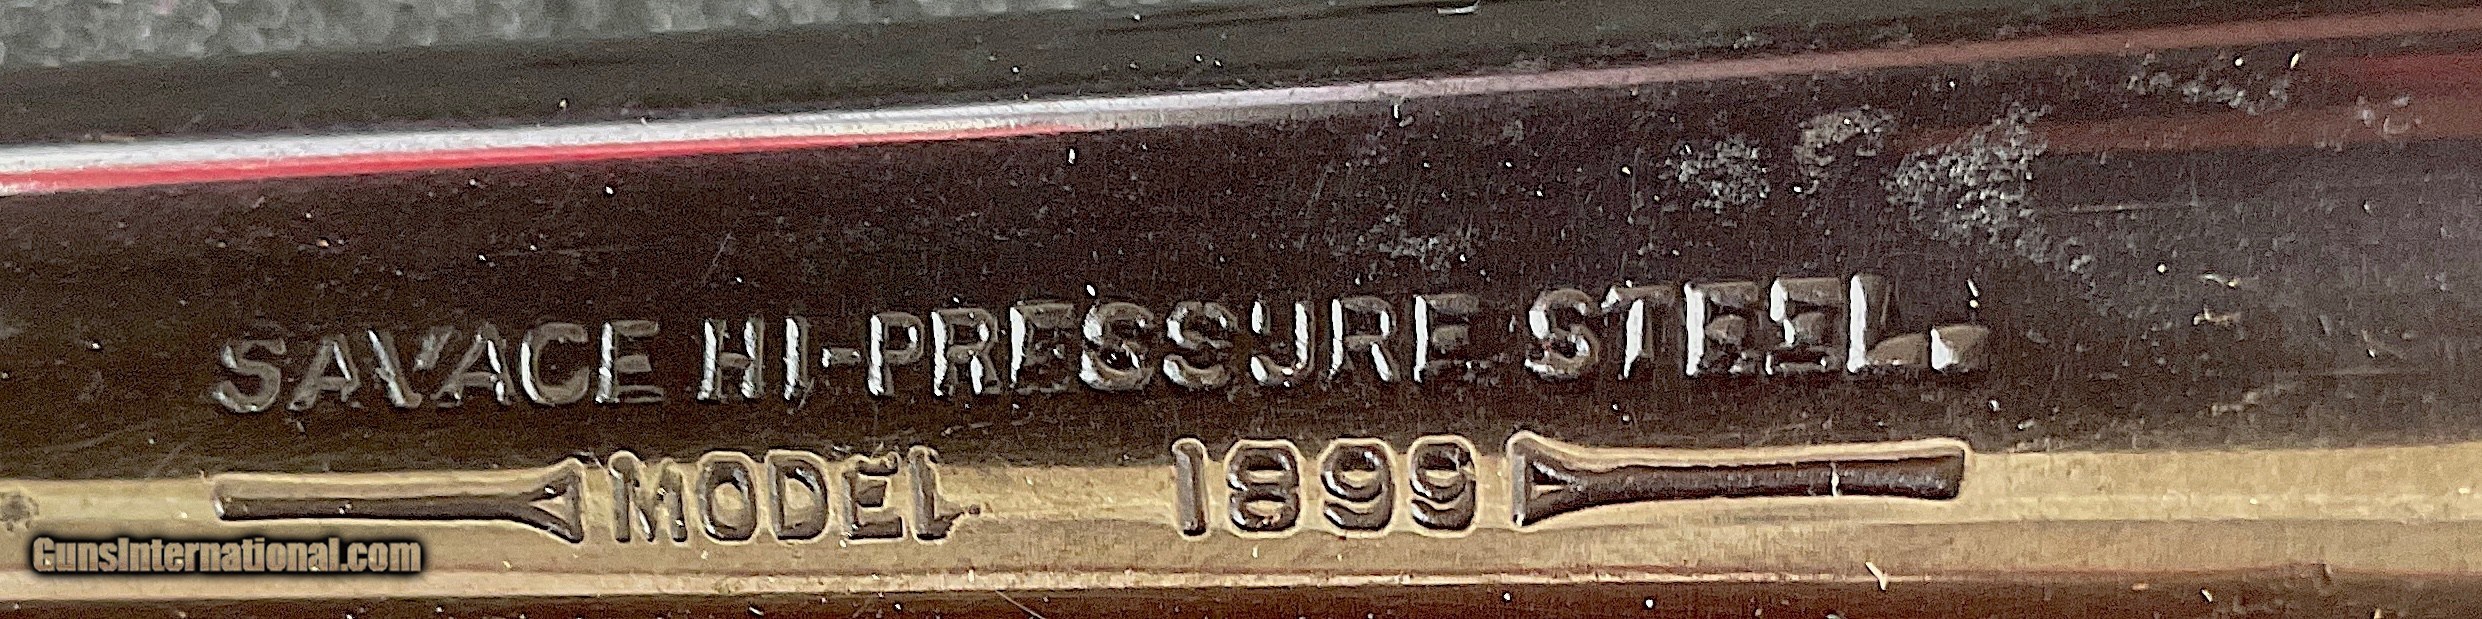 SAVAGE HI-PRESSURE STEEL.
MODEL 1899
GunsInternational.com